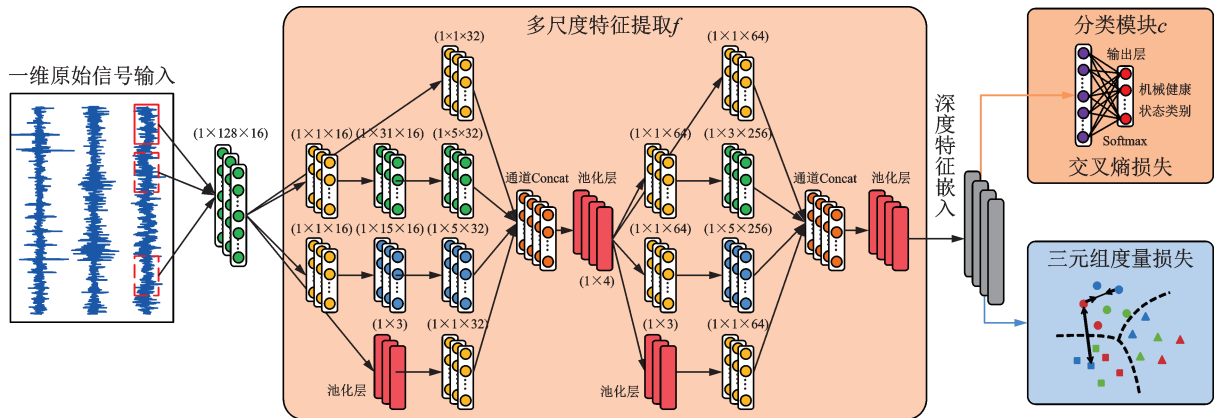 一维原始信号输入
(1×128×16)
多尺度特征提取f
(1×1×32)
(1×1×16)
(1×31×16)
(1×5×32)
(1×1×16)
(1×15×16)
(1×5×32)
(1×3)
(1×1×32)
池化层
通道Concat
池化层
(1×4)
(1×1×64)
(1×1×64)
(1×3×256)
(1×1×64)
(1×5×256)
(1×3)
(1×1×64)
池化层
通道Concat
池化层
深度特征嵌入
分类模块c
输出层
机械健康
状态类别
Softmax
交叉熵损失
三元组度量损失